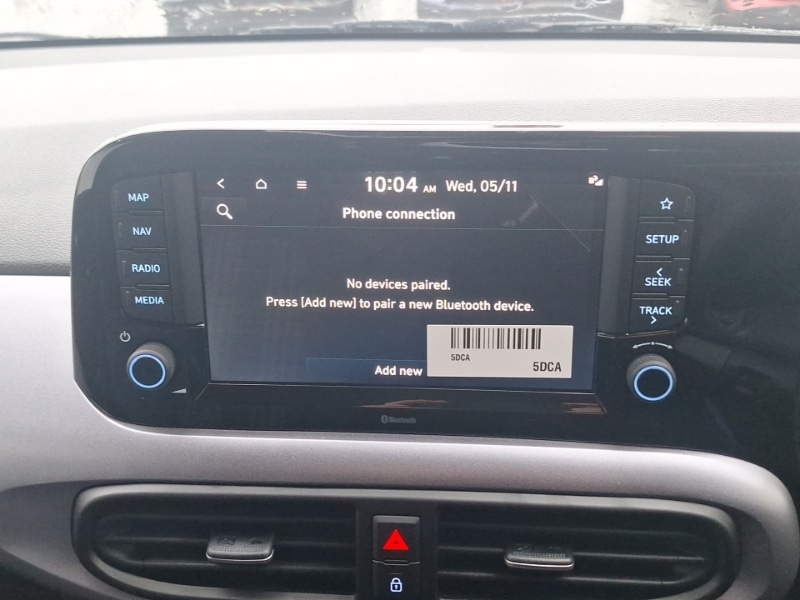 10:04 AM Wed, 05/11
Phone connection
No devices paired.
Press [Add new] to pair a new Bluetooth device.
Add new
5DCA
5DCA
MAP
NAV
RADIO
MEDIA
SETUP
< SEEK
TRACK >
Bluetooth